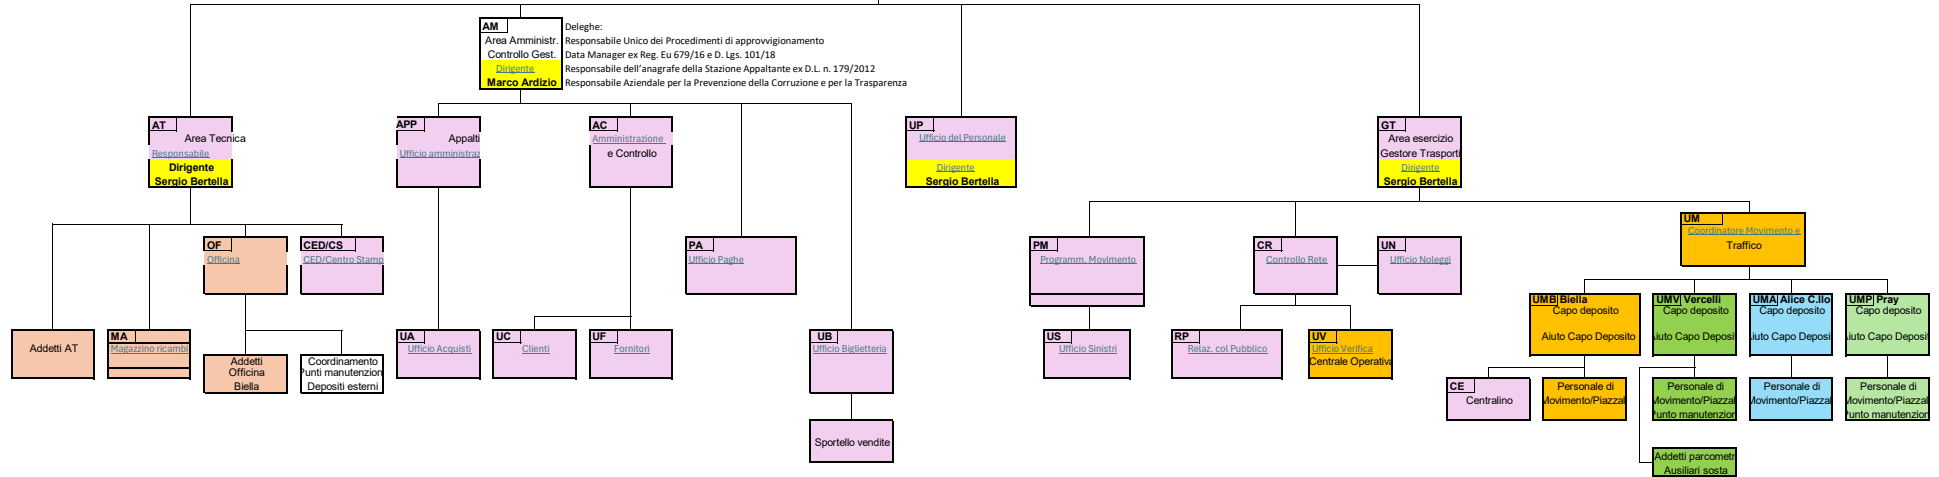 AM
Deleghe:
Area Amministr.
Responsabile Unico dei Procedimenti di approvvigionamento
Controllo Gest.
Data Manager ex Reg. Eu 679/16 e D. Lgs. 101/18
Dirigente
Responsabile dell'anagrafe della Stazione Appaltante ex D.L. n. 179/2012
Marco Ardizio
Responsabile Aziendale per la Prevenzione della Corruzione e per la Trasparenza
AT
Area Tecnica
Responsabile
Dirigente
Sergio Bertella
APP
Appalti
Ufficio amministraz
AC
Amministrazione
e Controllo
UP
Ufficio del Personale
Dirigente
Sergio Bertella
GT
Area esercizio
Gestore Trasporti
Dirigente
Sergio Bertella
OF
Officina
CED/CS
CED/Centro Stamp
PA
Ufficio Paghe
PM
Programm. Movimento
CR
Controllo Rete
UN
Ufficio Noleggi
UM
Coordinatore Movimento e
Traffico
UMB Biella
Capo deposito
Aiuto Capo Deposito
UMV Vercelli
Capo deposito
iuto Capo Deposi
UMA Alice C.llo
Capo deposito
iuto Capo Deposi
UMP Pray
Capo deposito
iuto Capo Deposi
Addetti AT
MA
Magazzino ricambi
Addetti
Officina
Biella
Coordinamento
Punti manutenzion
Depositi esterni
UA
Ufficio Acquisti
UC
Clienti
UF
Fornitori
UB
Ufficio Biglietteria
US
Ufficio Sinistri
RP
Relaz. col Pubblico
UV
Ufficio Verifica
Centrale Operativa
CE
Centralino
Personale di
Movimento/Piazzal
Personale di
Movimento/Piazzal
Punto manutenzion
Personale di
Movimento/Piazzal
Personale di
Movimento/Piazzal
Punto manutenzion
Sportello vendite
Addetti parcometr
Ausiliari sosta